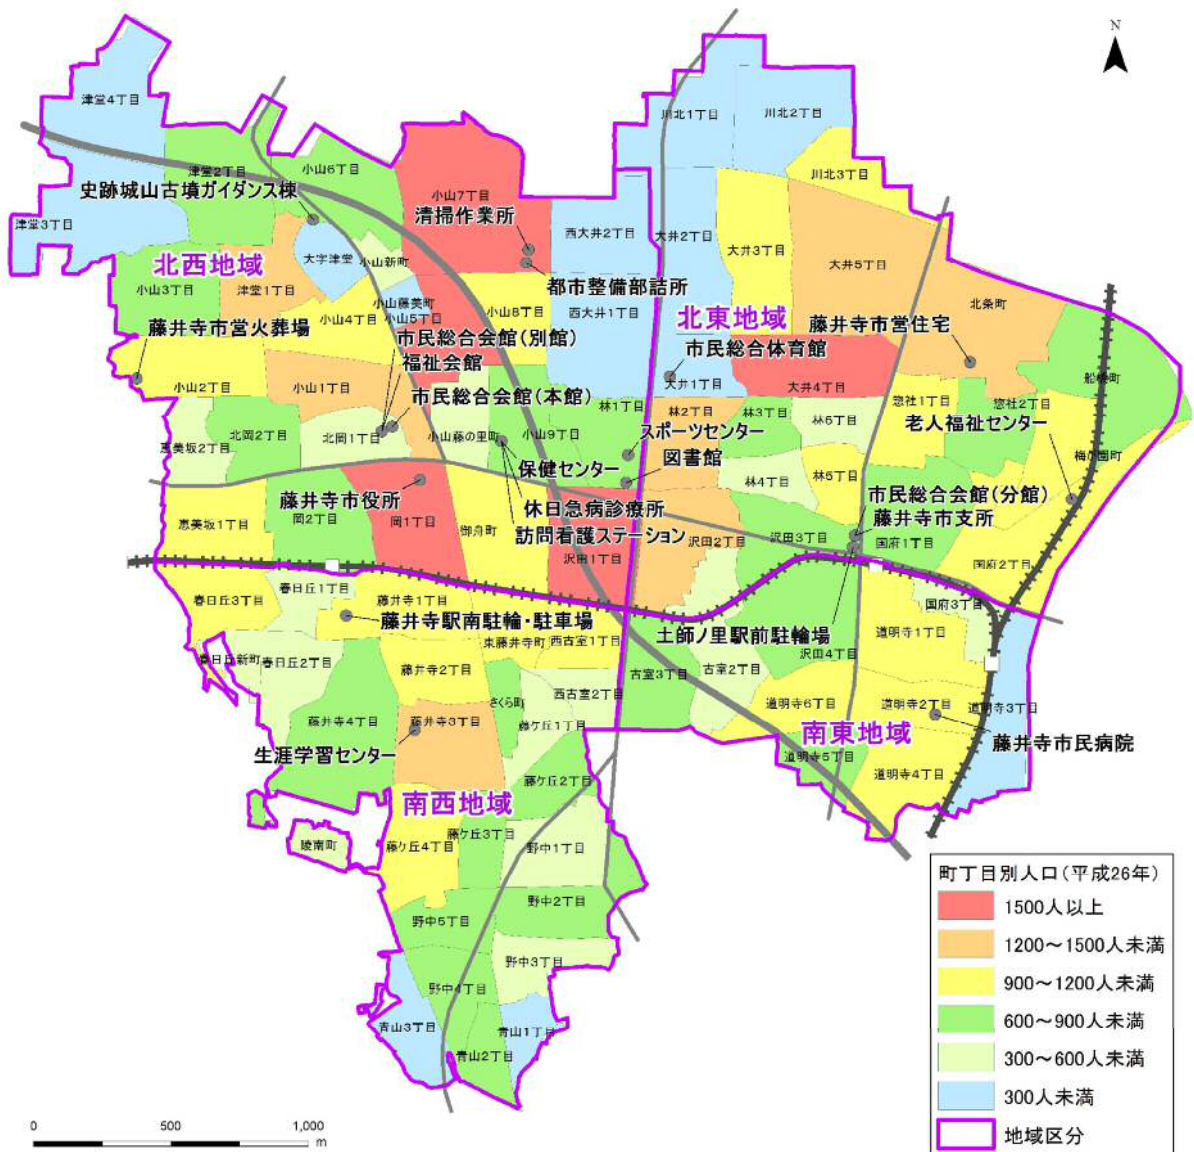 N
津堂4丁目
川北1丁目
川北2丁目
津堂2丁目
小山6丁目
川北3丁目
史跡城山古墳ガイダンス棟
小山7丁目
清掃作業所
津堂3丁目
西大井2丁目
大井2丁目
大井3丁目
大字津堂
小山新町
大井5丁目
北西地域
都市整備部詰所
小山3丁目
津堂1丁目
小山藤美町
北条町
小山4丁目
小山5丁目
小山8丁目
西大井1丁目
北東地域
藤井寺市営火葬場
市民総合会館(別館)
藤井寺市営住宅
福祉会館
市民総合体育館
小山2丁目
小山1丁目
大井1丁目
大井4丁目
船橋町
市民総合会館(本館)
惣社1丁目
惣社2丁目
林1丁目
林2丁目
林3丁目
林6丁目
老人福祉センター
恵美坂2丁目
北岡2丁目
北岡1丁目
小山藤の里町
小山9丁目
スポーツセンター
保健センター
図書館
梅が園町
林4丁目
林5丁目
藤井寺市役所
休日急病診療所
市民総合会館(分館)
藤井寺市支所
恵美坂1丁目
岡2丁目
岡1丁目
御舟町
訪問看護ステーション
沢田1丁目
沢田2丁目
沢田3丁目
国府1丁目
国府2丁目
春日丘3丁目
春日丘1丁目
藤井寺1丁目
国府3丁目
藤井寺駅南駐輪・駐車場
土師ノ里駅前駐輪場
道明寺1丁目
東藤井寺町
西古室1丁目
沢田4丁目
春日丘新町
春日丘2丁目
藤井寺2丁目
古室3丁目
古室2丁目
西古室2丁目
さくら町
道明寺6丁目
道明寺2丁目
道明寺3丁目
藤井寺4丁目
藤井寺3丁目
藤ケ丘1丁目
南東地域
生涯学習センター
藤井寺市民病院
道明寺5丁目
道明寺4丁目
藤ケ丘2丁目
南西地域
藤ケ丘3丁目
藤ケ丘4丁目
陵南町
野中1丁目
野中2丁目
野中5丁目
野中3丁目
野中4丁目
青山3丁目
青山1丁目
青山2丁目
町丁目別人口(平成26年)
1500人以上
1200～1500人未満
900～1200人未満
600～900人未満
300～600人未満
300人未満
地域区分
0 500 1,000
m